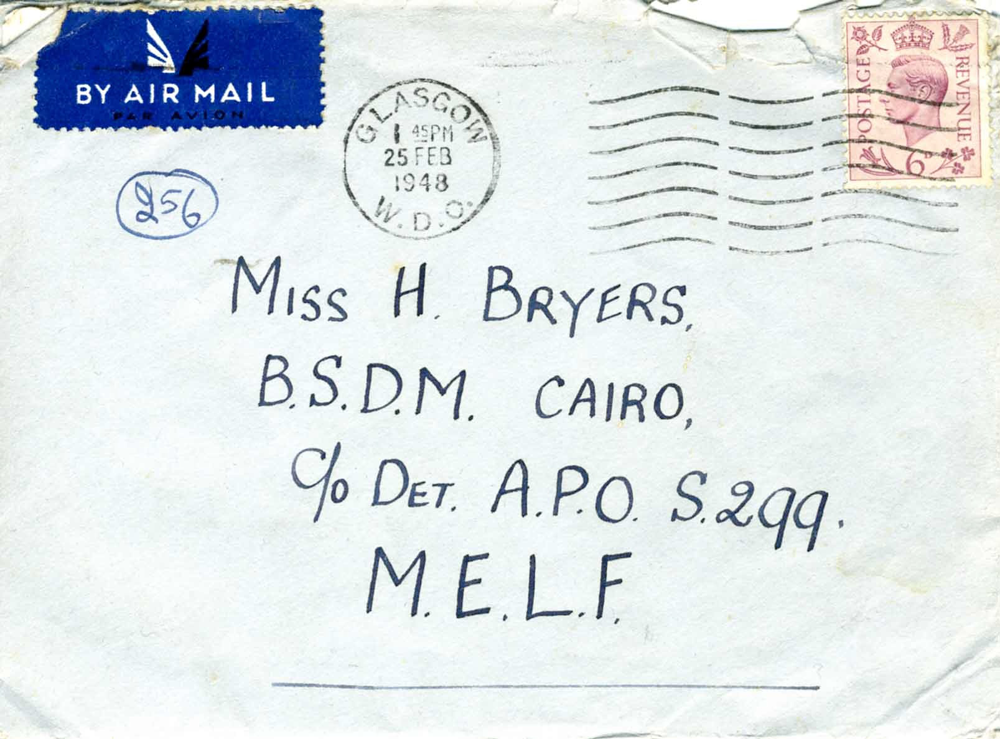 BY AIR MAIL
PAR AVION
GLASGOW
1 45PM
25 FEB
1948
W.D.O.
POSTAGE REVENUE
6D
256
MISS H. BRYERS,
B.S.D.M. CAIRO,
C/o DET. A.P.O. S.299.
M.E.L.F.